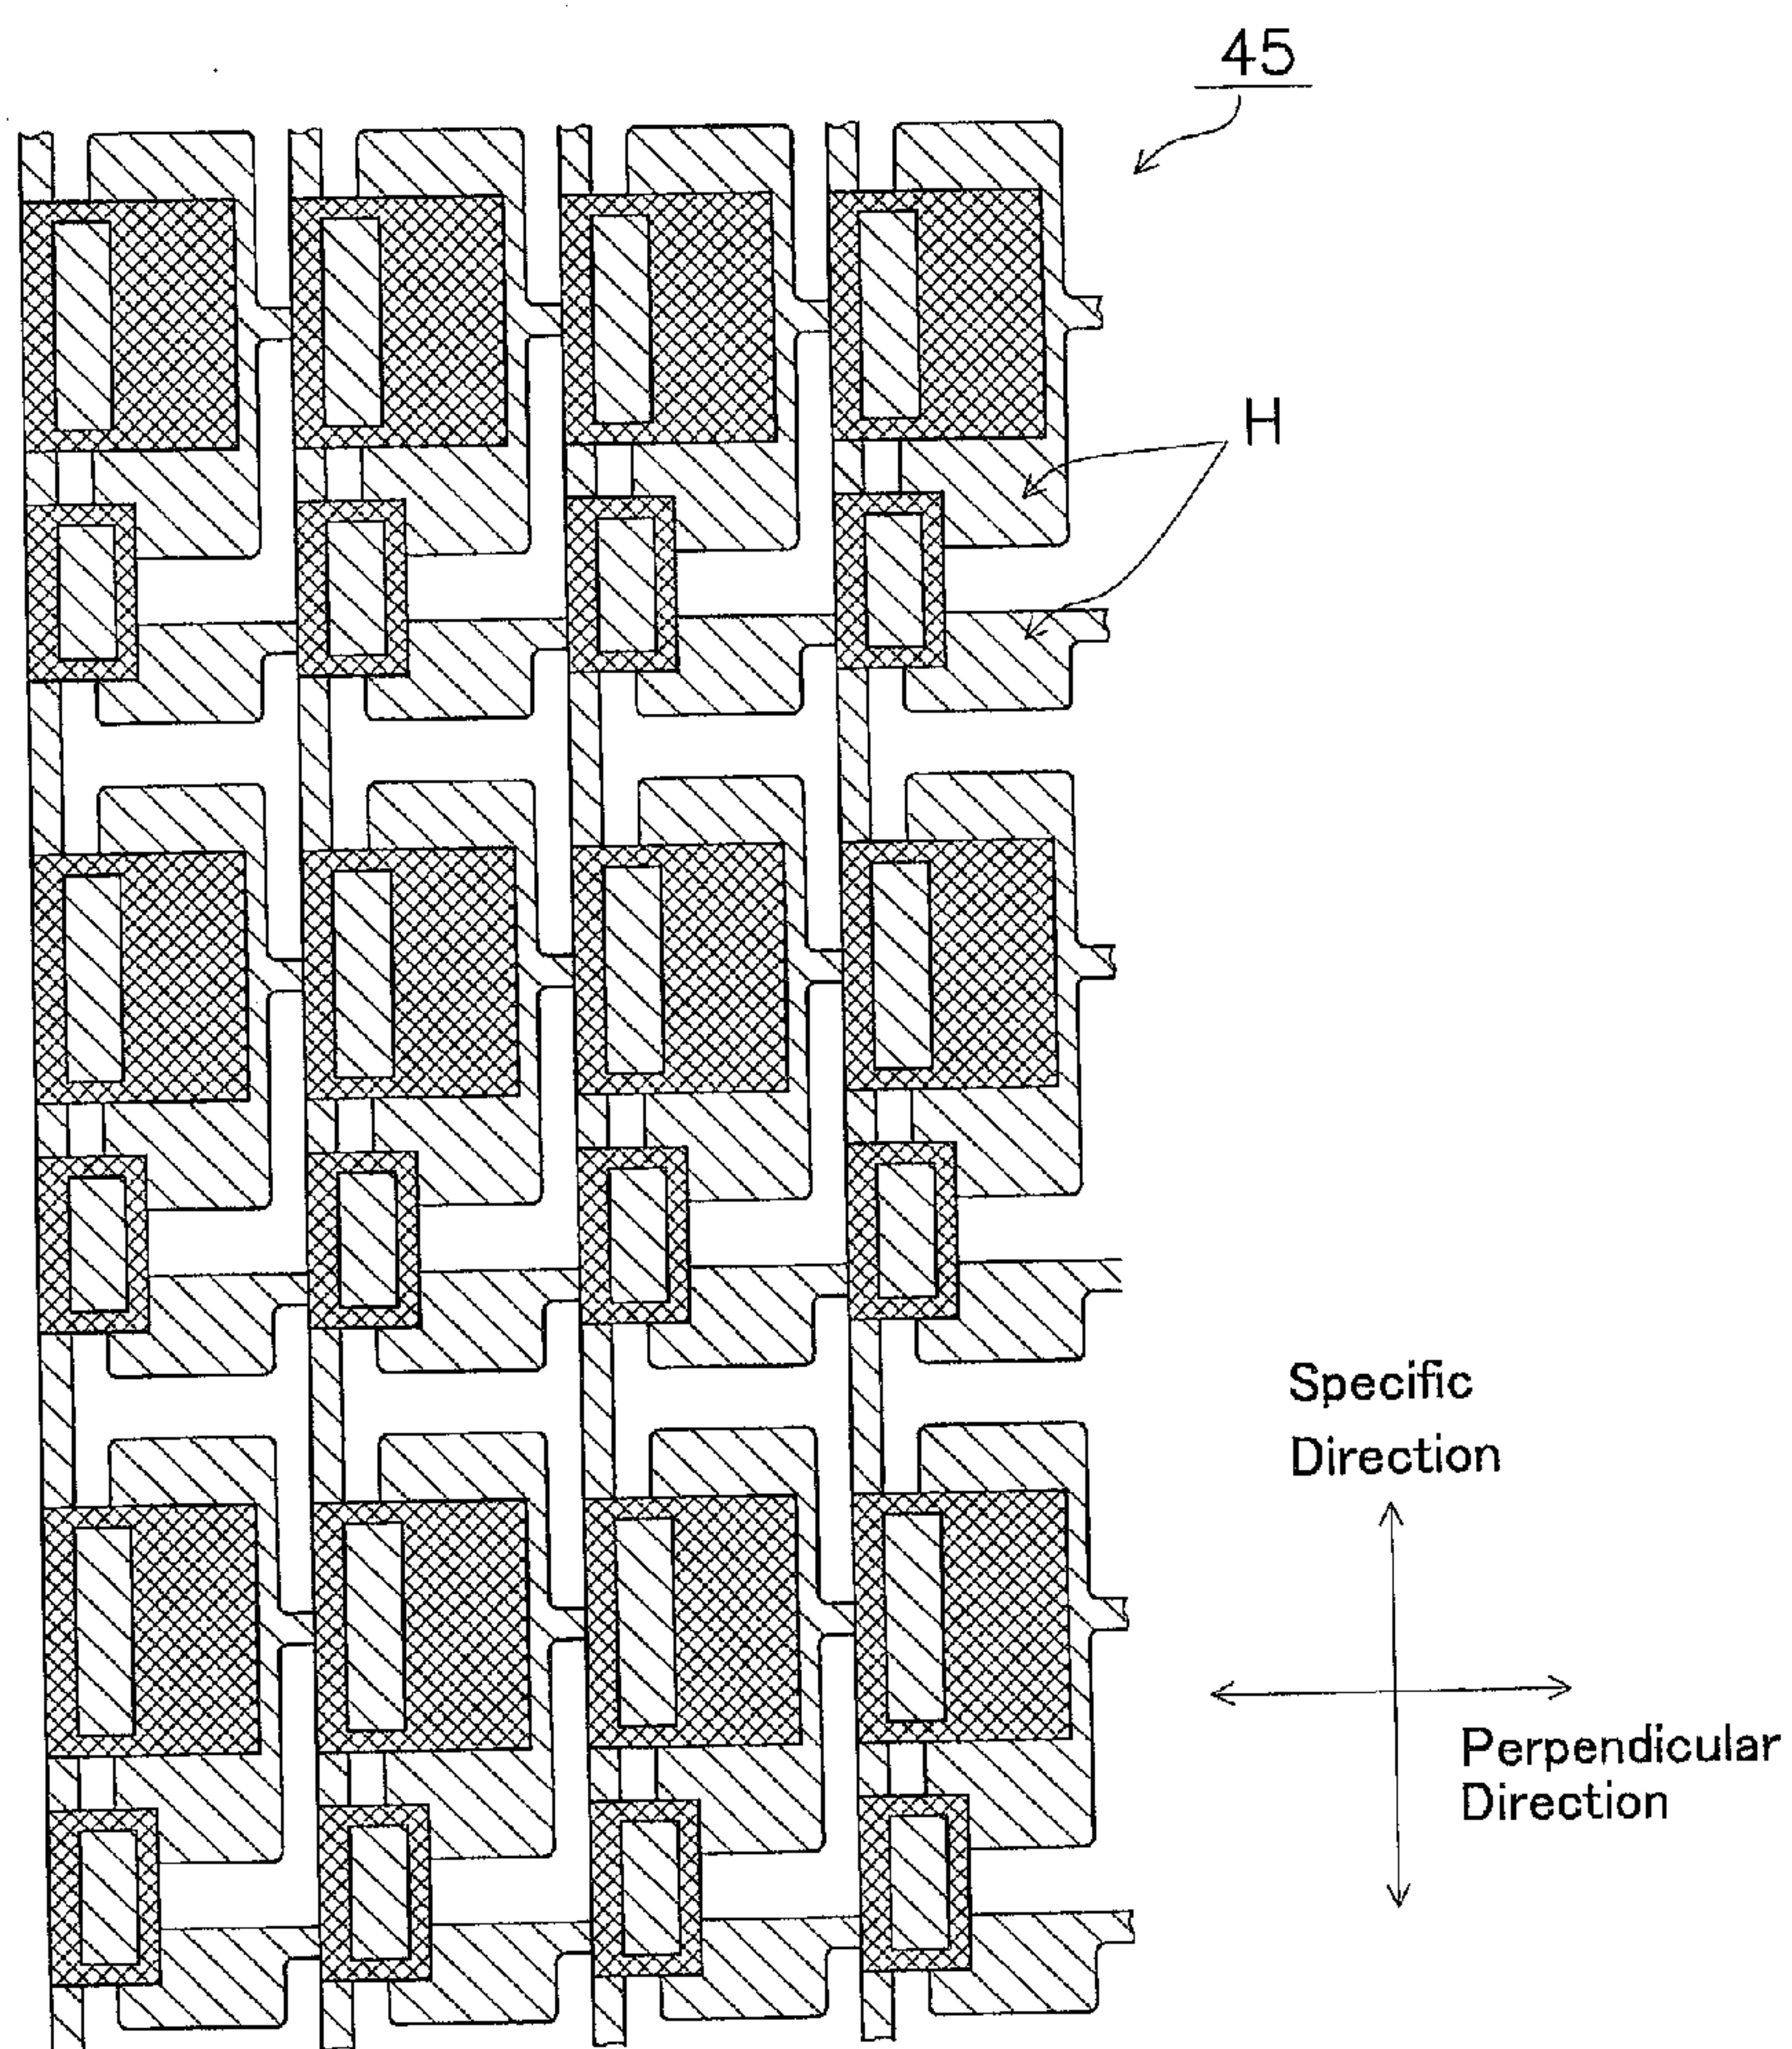 45
H
Specific
Direction
Perpendicular
Direction